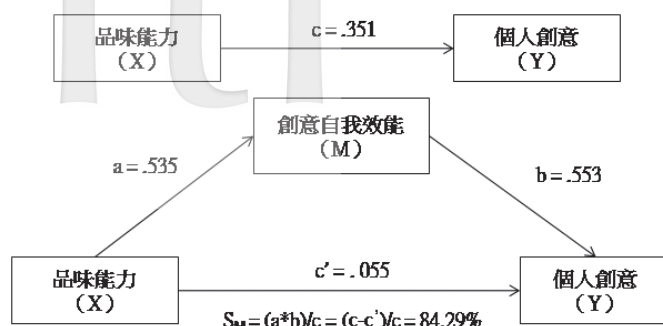 品味能力
（X）
c = .351
個人創意
（Y）
創意自我效能
（M）
a = .535
b = .553
品味能力
（X）
c’ = . 055
個人創意
（Y）
S_M = (a*b)/c = (c-c’)/c = 84.29%